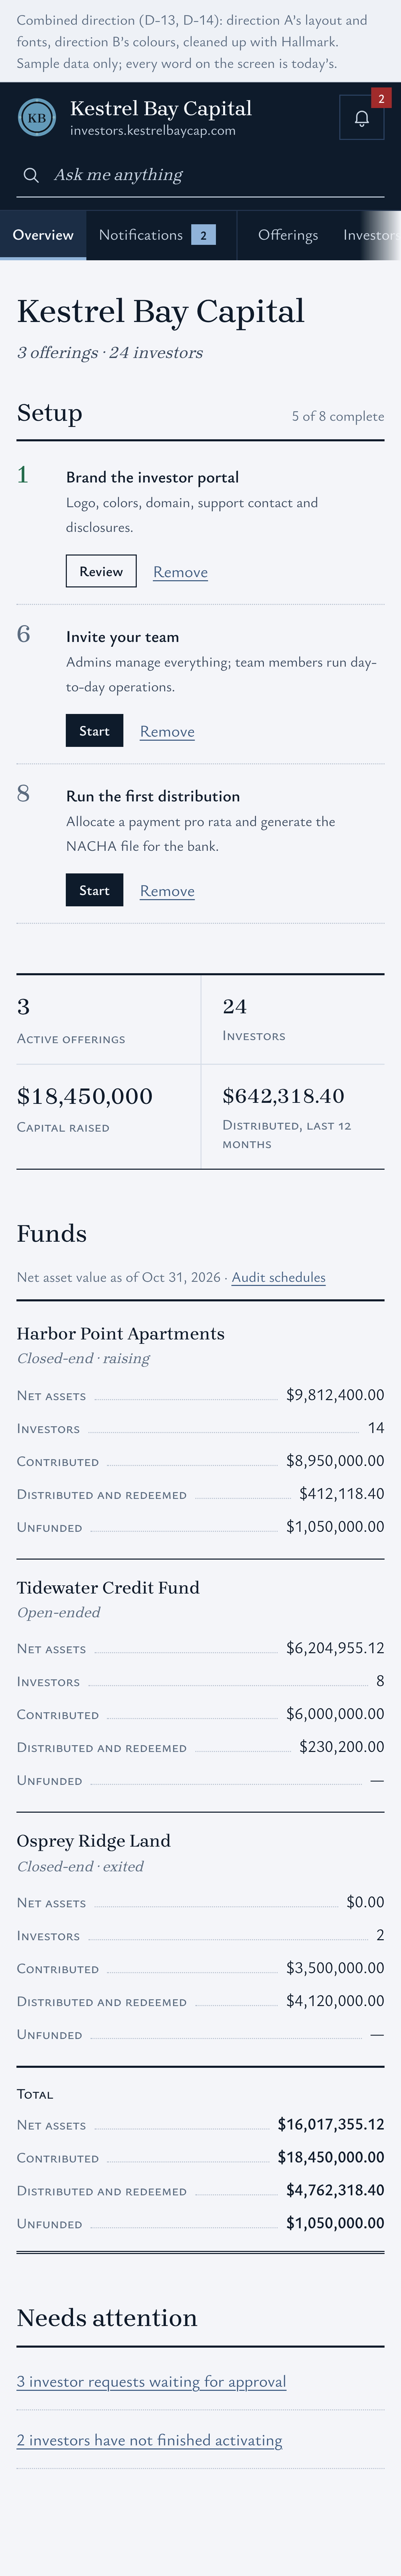 Combined direction (D-13, D-14): direction A's layout and
fonts, direction B's colours, cleaned up with Hallmark.
Sample data only; every word on the screen is today's.
KB
Kestrel Bay Capital
investors.kestrelbaycap.com
2
Ask me anything
Overview Notifications 2 Offerings Investors
Kestrel Bay Capital
3 offerings · 24 investors
Setup 5 of 8 complete
1 Brand the investor portal
Logo, colors, domain, support contact and
disclosures.
Review Remove
6 Invite your team
Admins manage everything; team members run day-
to-day operations.
Start Remove
8 Run the first distribution
Allocate a payment pro rata and generate the
NACHA file for the bank.
Start Remove
3 24
Active offerings Investors
$18,450,000 $642,318.40
Capital raised Distributed, last 12
months
Funds
Net asset value as of Oct 31, 2026 · Audit schedules
Harbor Point Apartments
Closed-end · raising
Net assets $9,812,400.00
Investors 14
Contributed $8,950,000.00
Distributed and redeemed $412,118.40
Unfunded $1,050,000.00
Tidewater Credit Fund
Open-ended
Net assets $6,204,955.12
Investors 8
Contributed $6,000,000.00
Distributed and redeemed $230,200.00
Unfunded —
Osprey Ridge Land
Closed-end · exited
Net assets $0.00
Investors 2
Contributed $3,500,000.00
Distributed and redeemed $4,120,000.00
Unfunded —
Total
Net assets $16,017,355.12
Contributed $18,450,000.00
Distributed and redeemed $4,762,318.40
Unfunded $1,050,000.00
Needs attention
3 investor requests waiting for approval
2 investors have not finished activating